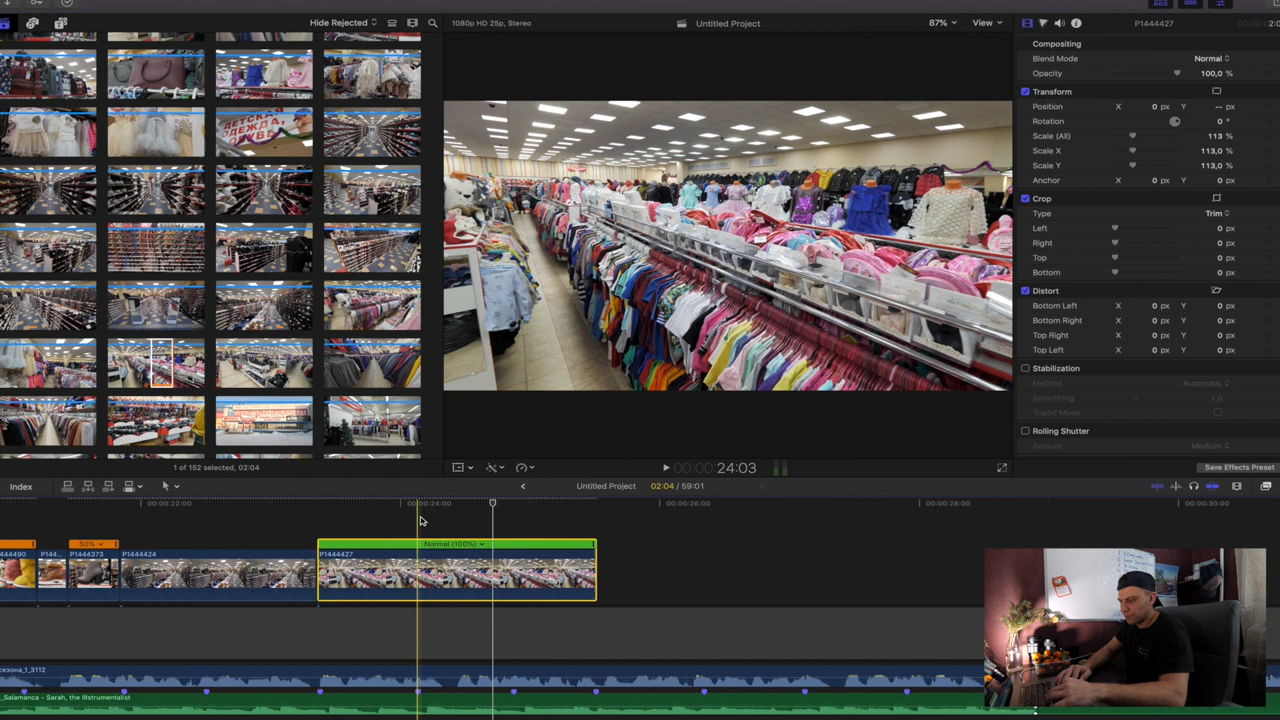 Hide Rejected
1080p HD 25p, Stereo
Untitled Project
87%
View
P1444427
Compositing
Blend Mode
Normal
Opacity
100,0 %
Transform
Position
X
0 px
Y
-- px
Rotation
0 °
Scale (All)
113 %
Scale X
113,0 %
Scale Y
113,0 %
Anchor
X
0 px
Y
0 px
Crop
Type
Trim
Left
0 px
Right
0 px
Top
0 px
Bottom
0 px
Distort
Bottom Left
X
0 px
Y
0 px
Bottom Right
X
0 px
Y
0 px
Top Right
X
0 px
Y
0 px
Top Left
X
0 px
Y
0 px
Stabilization
Method
Automatic
Smoothing
1,0
Tripod Mode
Rolling Shutter
Amount
Medium
Save Effects Preset
ДЕТСКАЯ
ОДЕЖДА,
1 of 152 selected, 02:04
00:00:24:03
Index
Untitled Project
02:04 / 59:01
00:00:22:00
00:00:24:00
00:00:26:00
00:00:28:00
00:00:30:00
50%
Normal (100%)
P144...
P1444373
P1444424
P1444427
сезона_1_3112
Salamanca - Sarah, the Illstrumentalist